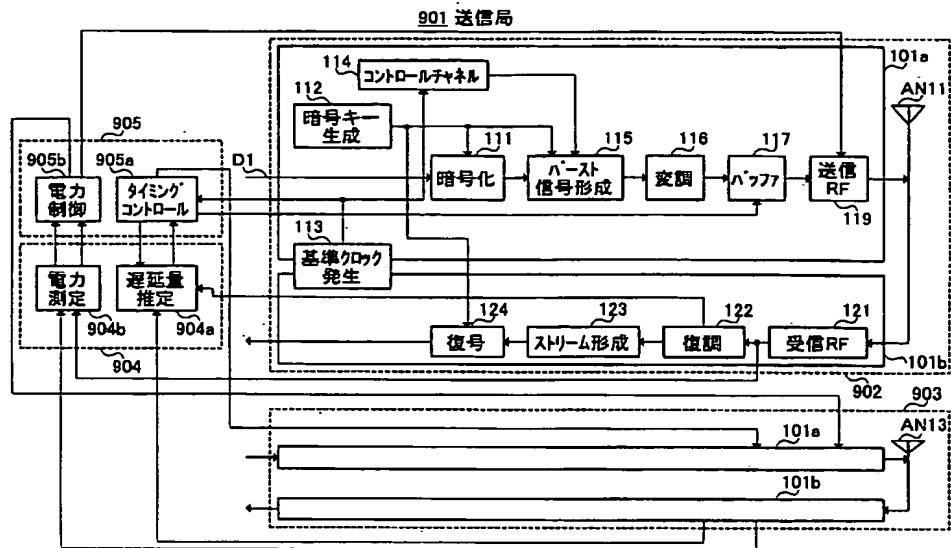 901 送信局
101a
114
コントロールチャネル
AN11
112
暗号キー
生成
905
905b
905a
D1
111
115
116
117
電力
制御
タイミング
コントロール
暗号化
バースト
信号形成
変調
バッファ
送信
RF
119
113
基準クロック
発生
電力
測定
遅延量
推定
904b
904a
904
124
123
122
121
復号
ストリーム形成
復調
受信RF
101b
902
903
AN13
101a
101b